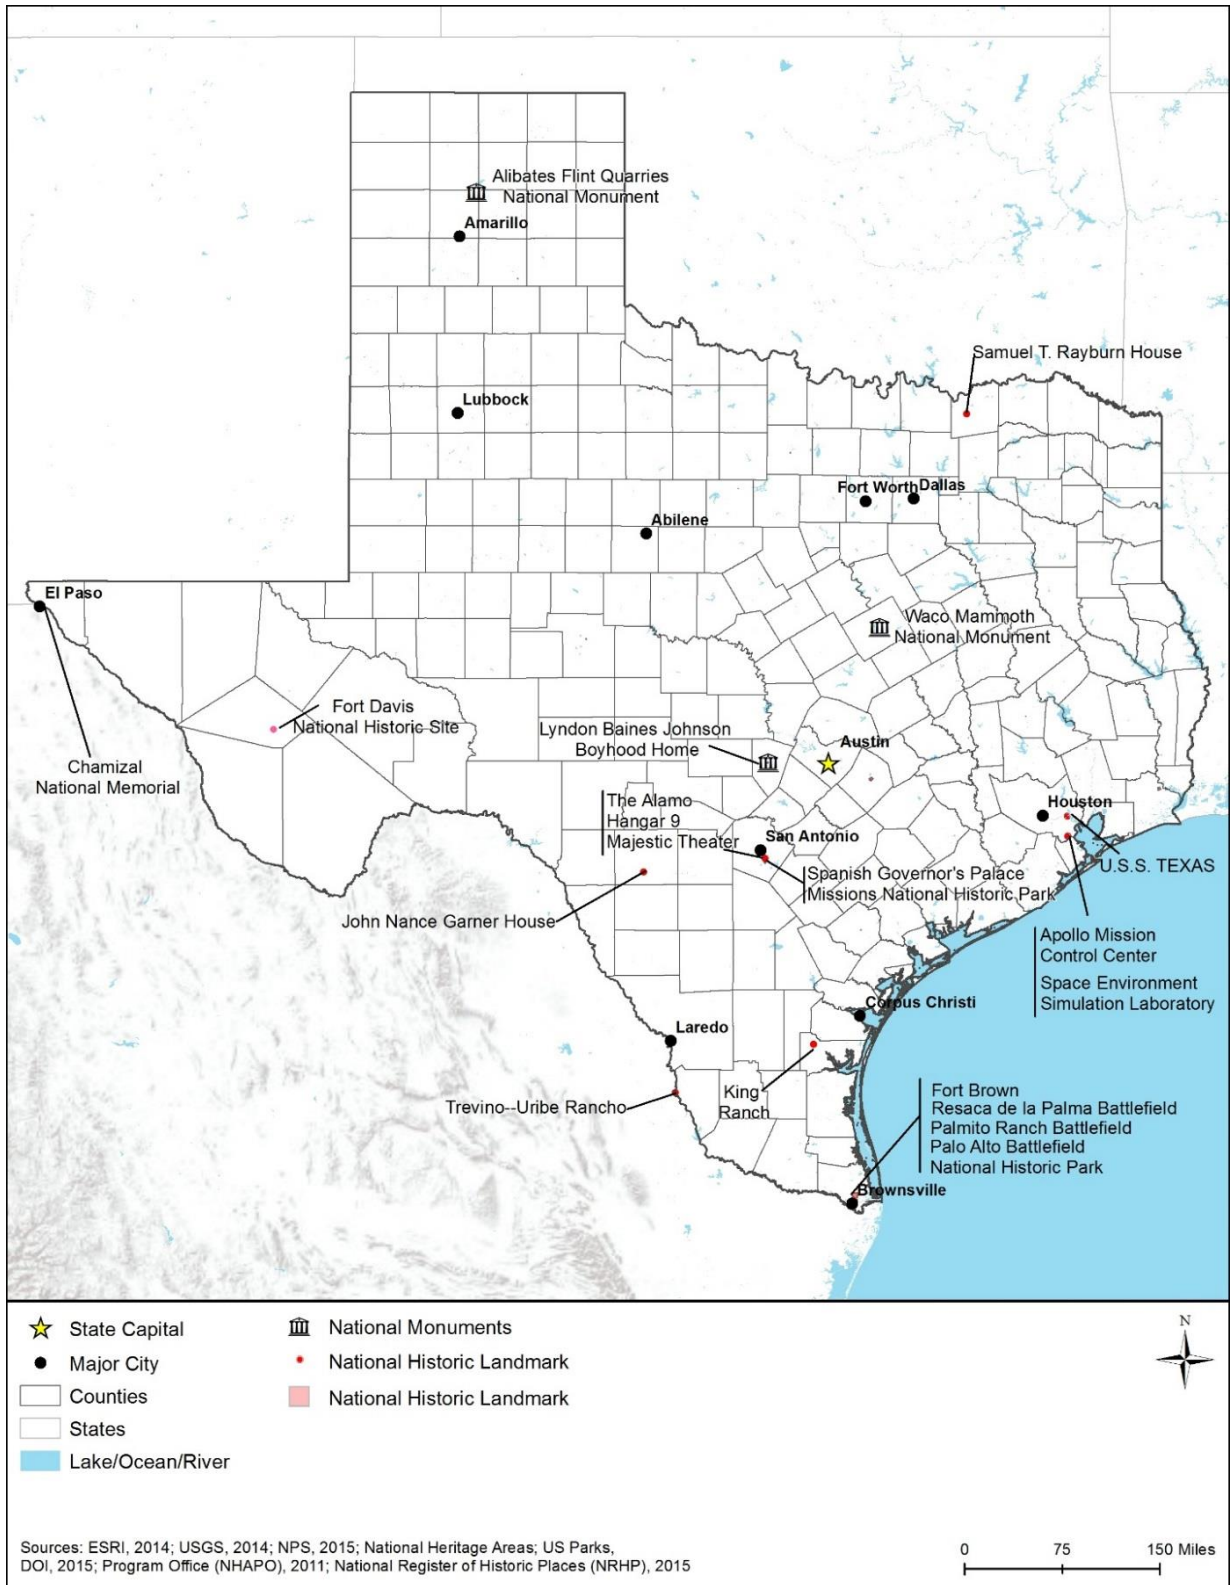 Alibates Flint Quarries
National Monument
Amarillo
Samuel T. Rayburn House
Lubbock
Fort Worth
Dallas
Abilene
El Paso
Waco Mammoth
National Monument
Fort Davis
National Historic Site
Lyndon Baines Johnson
Boyhood Home
Austin
Chamizal
National Memorial
The Alamo
Hangar 9
Majestic Theater
Houston
San Antonio
U.S.S. TEXAS
Spanish Governor's Palace
Missions National Historic Park
John Nance Garner House
Apollo Mission
Control Center
Space Environment
Simulation Laboratory
Corpus Christi
Laredo
King
Ranch
Trevino--Uribe Rancho
Fort Brown
Resaca de la Palma Battlefield
Palmito Ranch Battlefield
Palo Alto Battlefield
National Historic Park
Brownsville
State Capital
Major City
Counties
States
Lake/Ocean/River
National Monuments
National Historic Landmark
National Historic Landmark
N
Sources: ESRI, 2014; USGS, 2014; NPS, 2015; National Heritage Areas; US Parks,
DOI, 2015; Program Office (NHAPO), 2011; National Register of Historic Places (NRHP), 2015
0 75 150 Miles